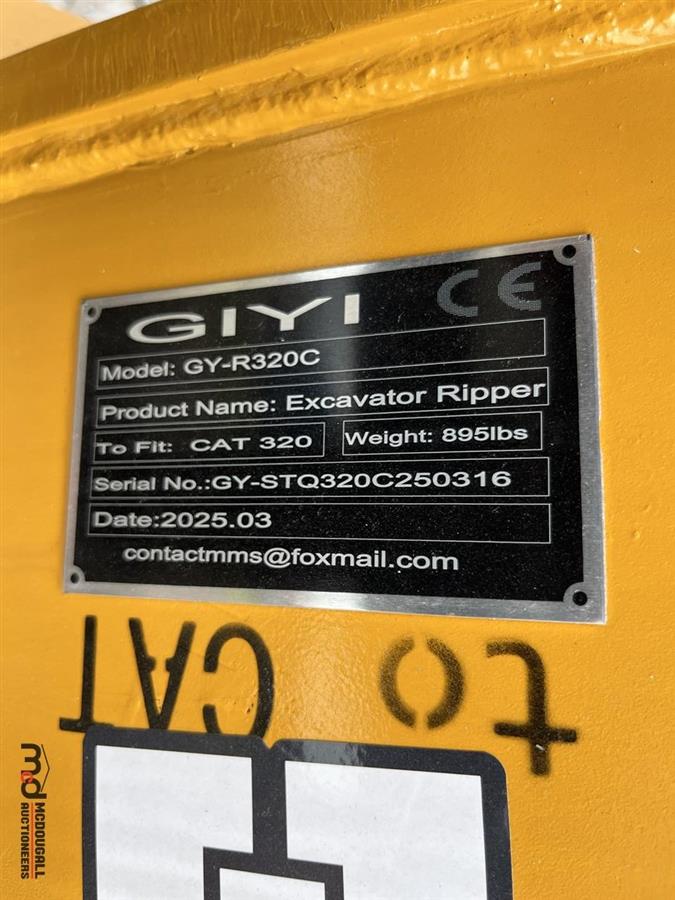 GIYI CE
Model: GY-R320C
Product Name: Excavator Ripper
To Fit: CAT 320 Weight: 895lbs
Serial No.:GY-STQ320C250316
Date:2025.03
contactmms@foxmail.com
to CAT
mcd
MCDOUGALL
AUCTIONEERS